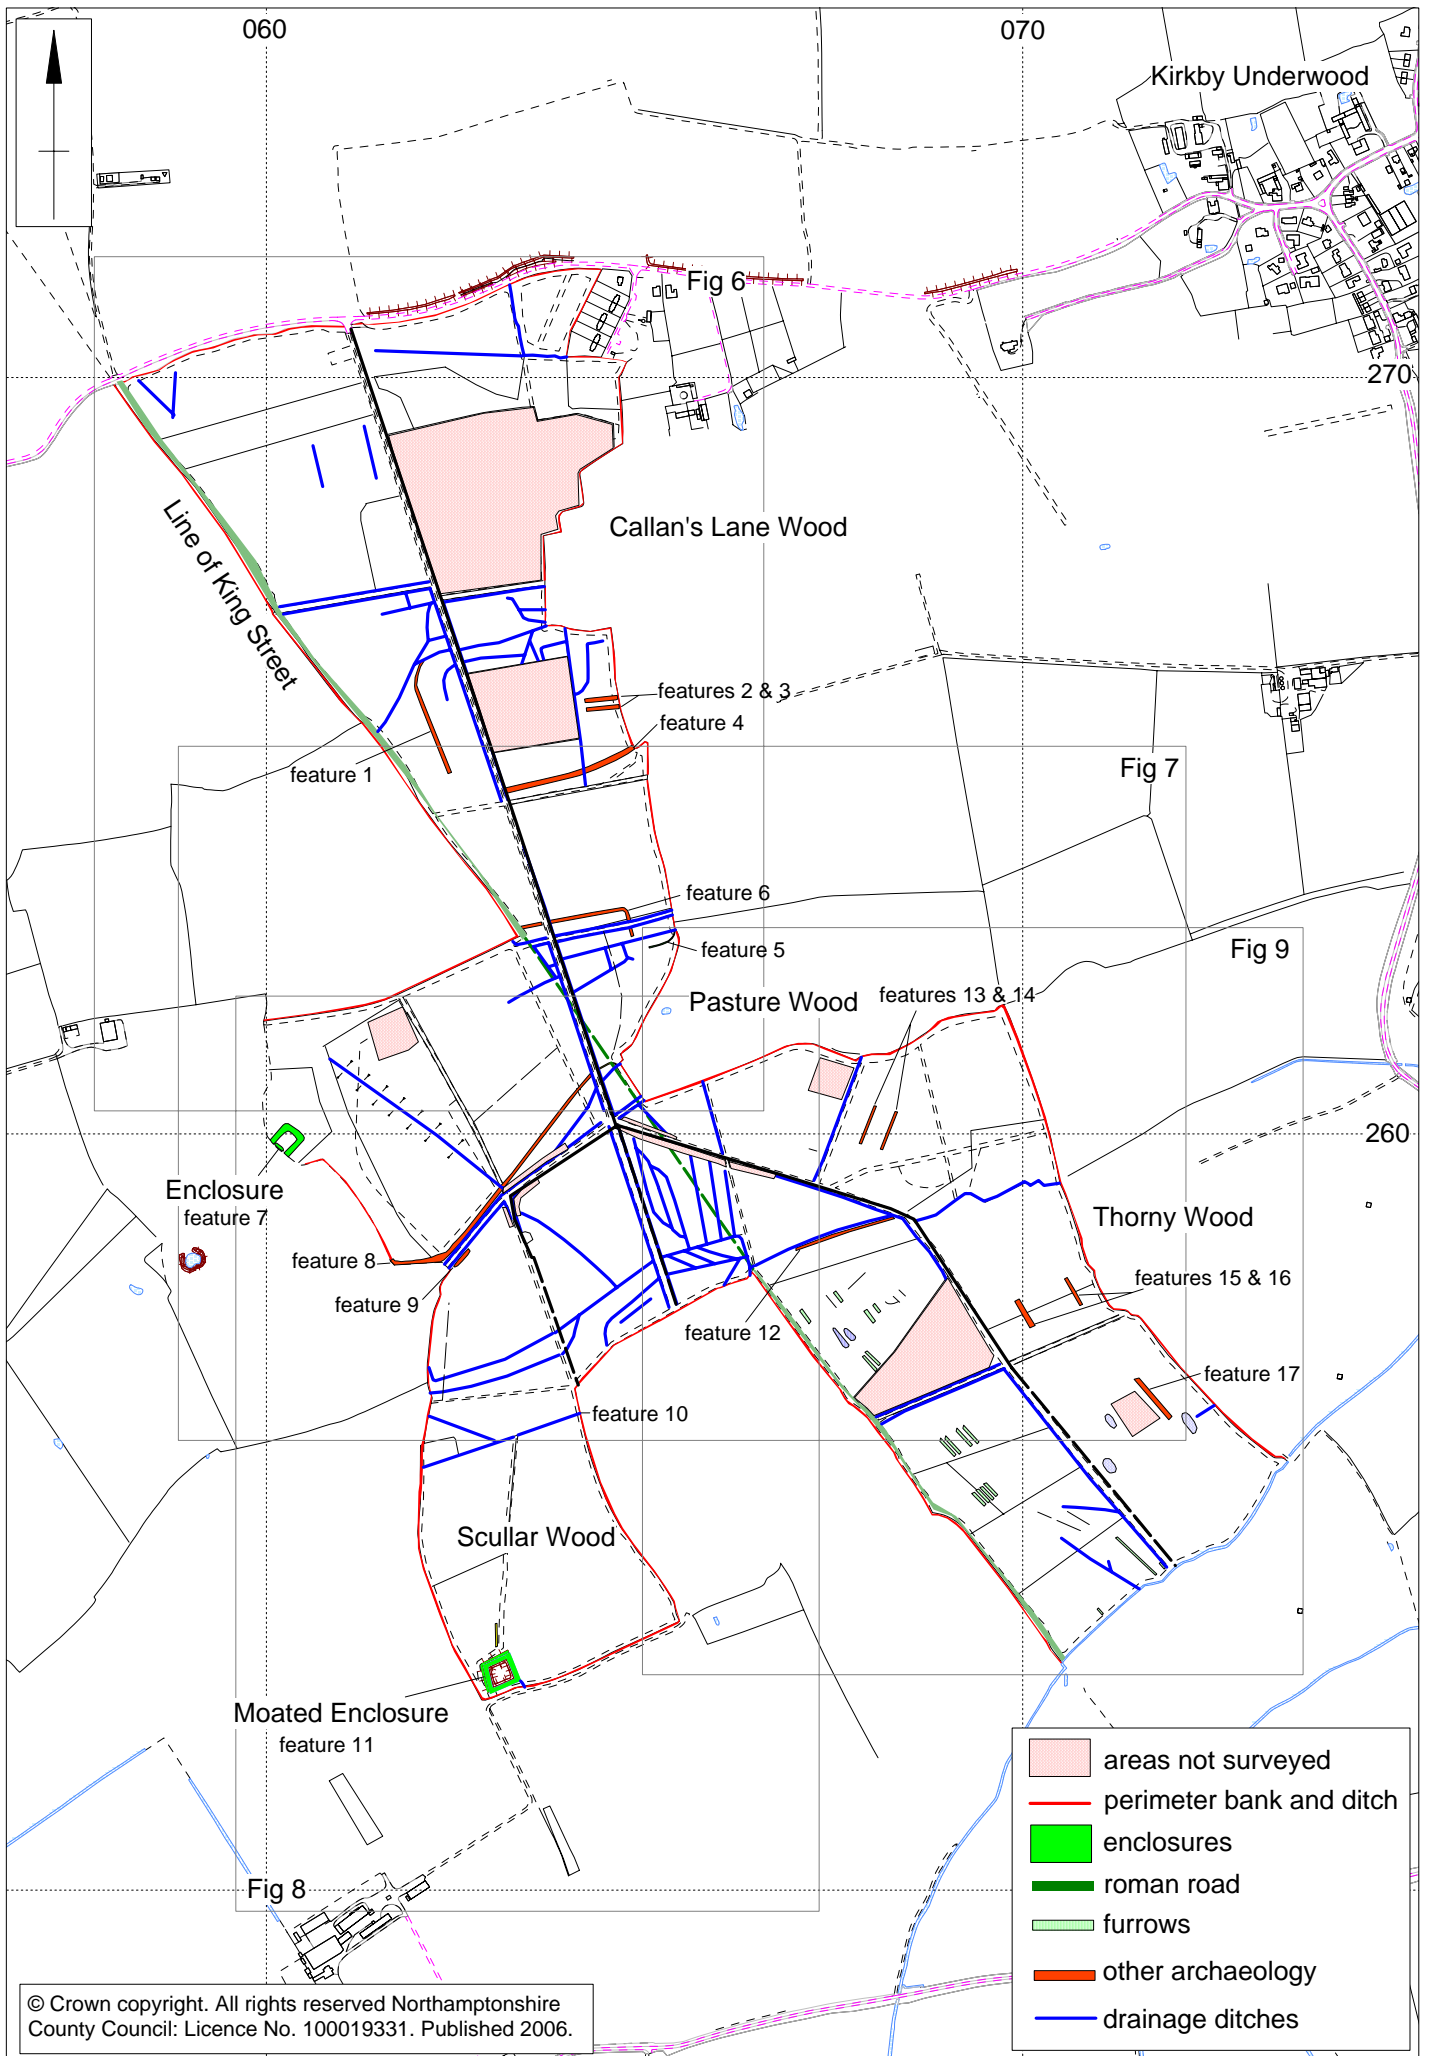 060
070
Kirkby Underwood
Fig 6
270
Line of King Street
Callan's Lane Wood
features 2 & 3
feature 4
feature 1
Fig 7
feature 6
feature 5
Fig 9
Pasture Wood
features 13 & 14
260
Enclosure
feature 7
Thorny Wood
feature 8
features 15 & 16
feature 9
feature 12
feature 17
feature 10
Scullar Wood
Moated Enclosure
feature 11
Fig 8
areas not surveyed
perimeter bank and ditch
enclosures
roman road
furrows
other archaeology
drainage ditches
© Crown copyright. All rights reserved Northamptonshire
County Council: Licence No. 100019331. Published 2006.